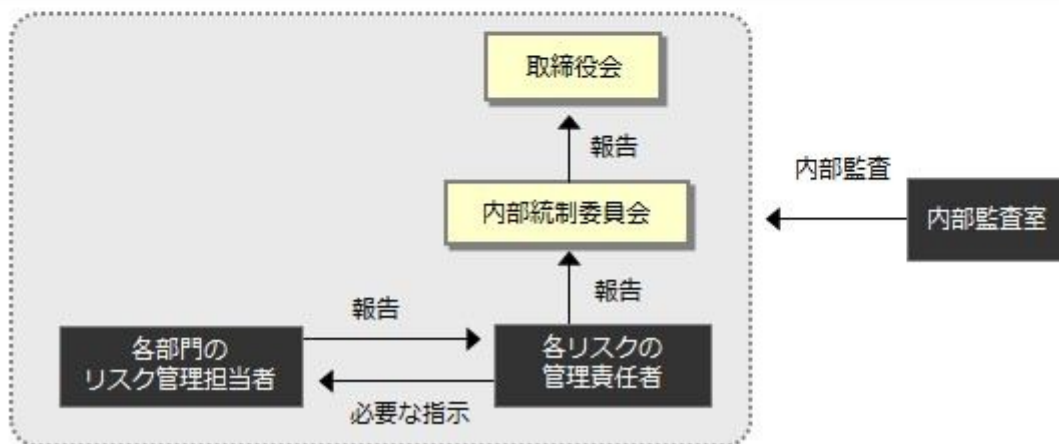 取締役会
報告
内部統制委員会
報告
内部監査
内部監査室
報告
各部門の
リスク管理担当者
各リスクの
管理責任者
必要な指示